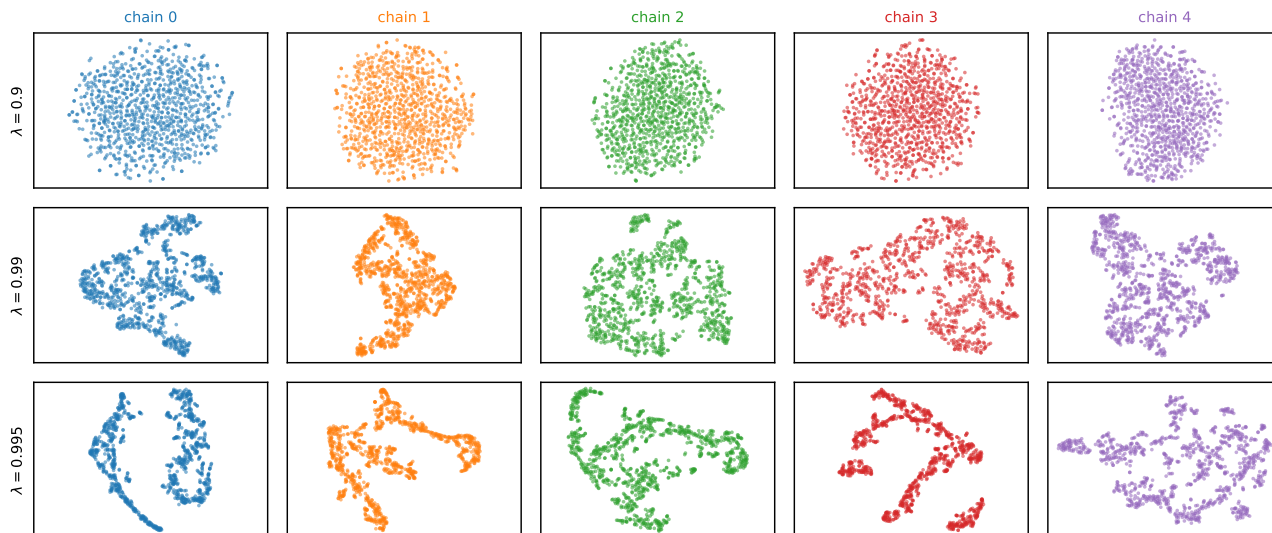 chain 0
chain 1
chain 2
chain 3
chain 4
λ = 0.9
λ = 0.99
λ = 0.995